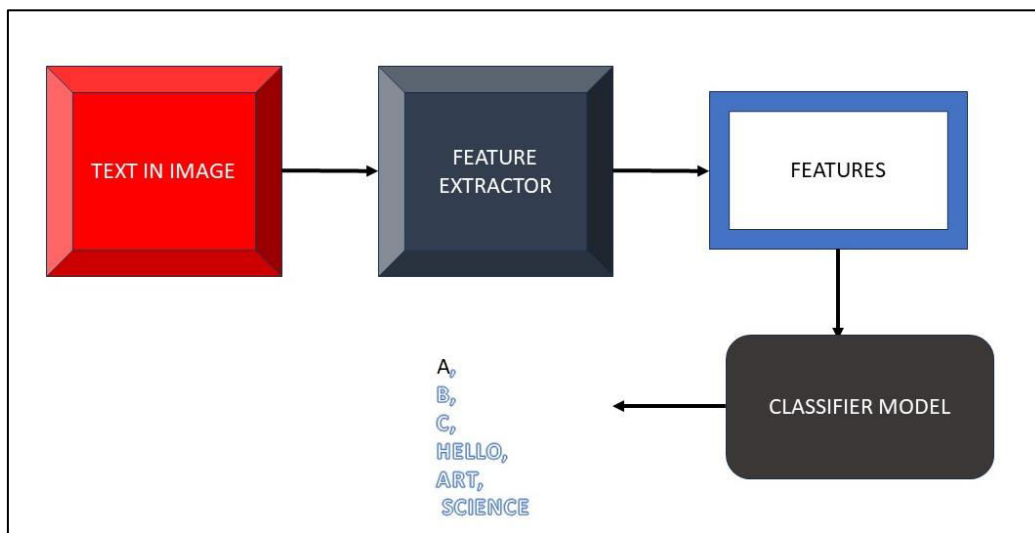 TEXT IN IMAGE
FEATURE
EXTRACTOR
FEATURES
CLASSIFIER MODEL
A,
B,
C,
HELLO,
ART,
SCIENCE